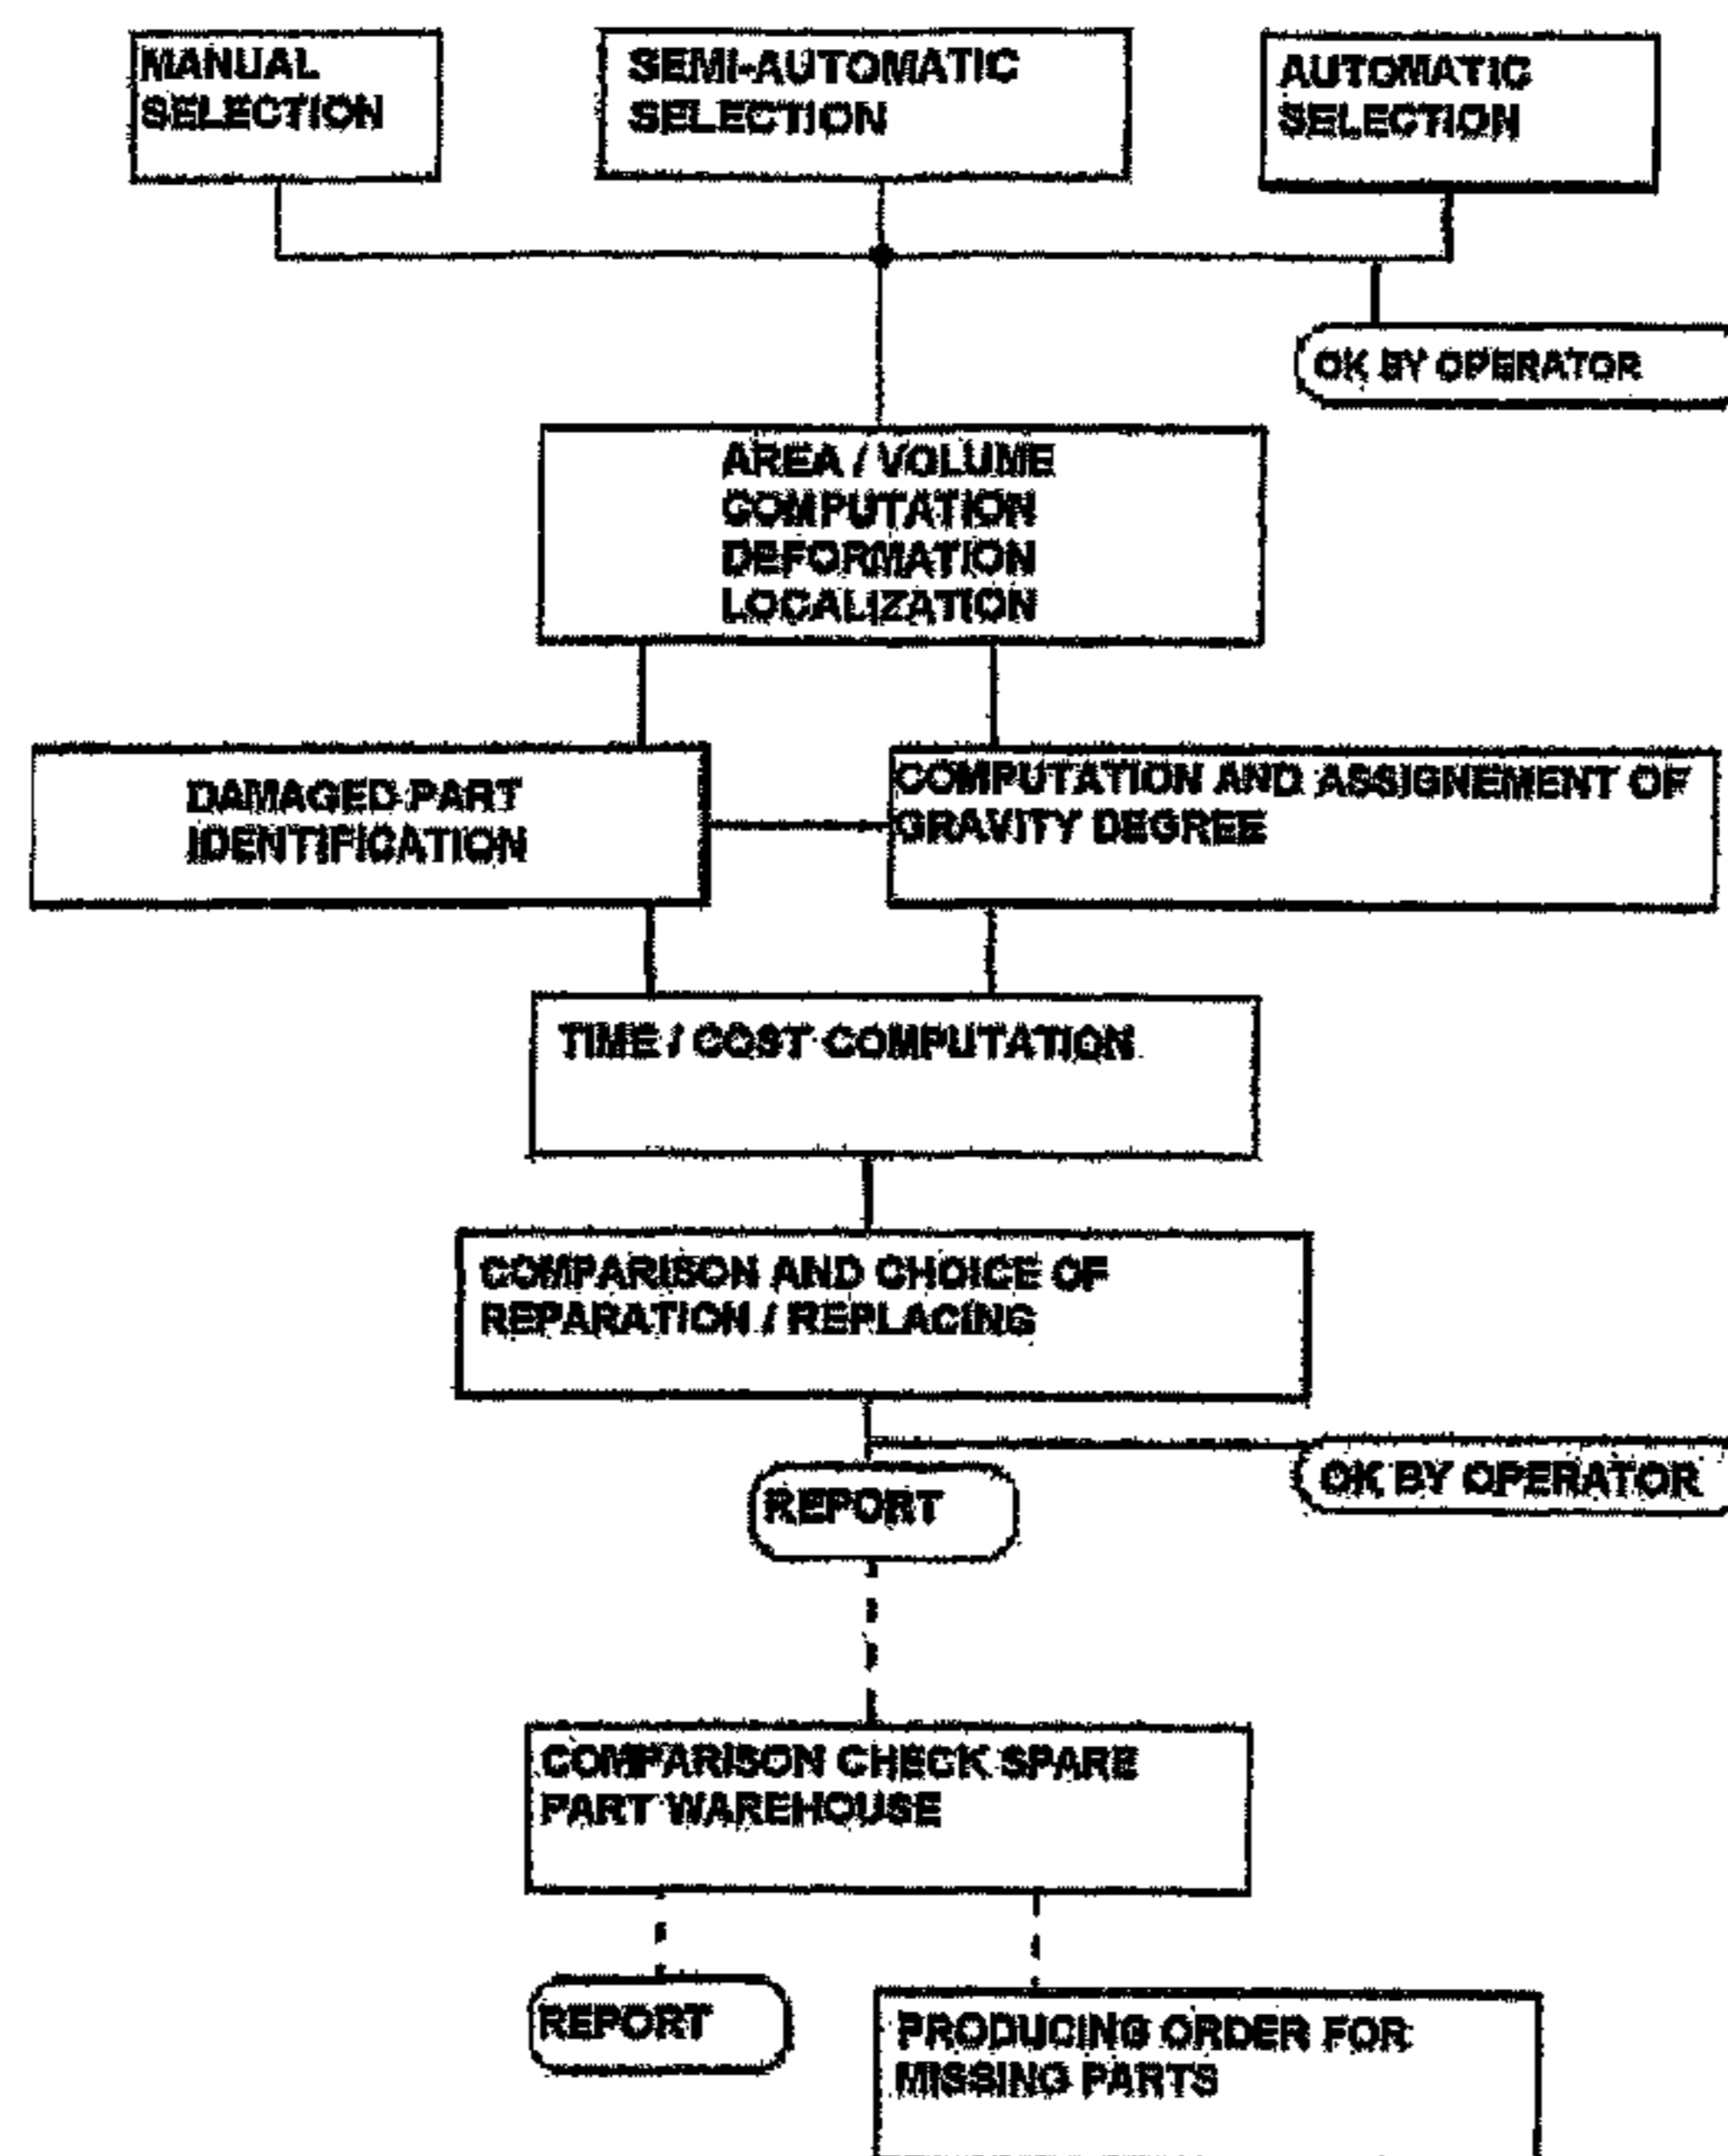 MANUAL
SELECTION
SEMI-AUTOMATIC
SELECTION
AUTOMATIC
SELECTION
OK BY OPERATOR
AREA / VOLUME
COMPUTATION
DEFORMATION
LOCALIZATION
DAMAGED PART
IDENTIFICATION
COMPUTATION AND ASSIGNEMENT OF
GRAVITY DEGREE
TIME / COST COMPUTATION
COMPARISON AND CHOICE OF
REPARATION / REPLACING
REPORT
OK BY OPERATOR
COMPARISON CHECK SPARE
PART WAREHOUSE
REPORT
PRODUCING ORDER FOR
MISSING PARTS